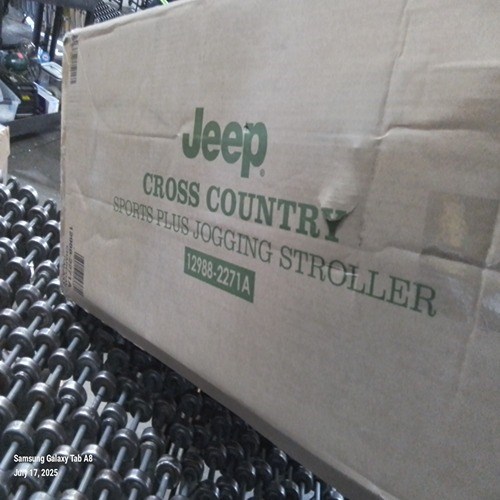 Jeep
CROSS COUNTRY
SPORTS PLUS JOGGING STROLLER
12988-2271A
Samsung Galaxy Tab A8
July 17, 2025